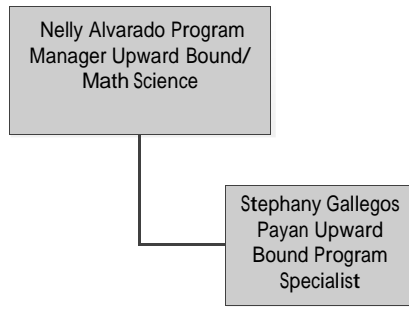 Nelly Alvarado Program
Manager Upward Bound/
Math Science
Stephany Gallegos
Payan Upward
Bound Program
Specialist